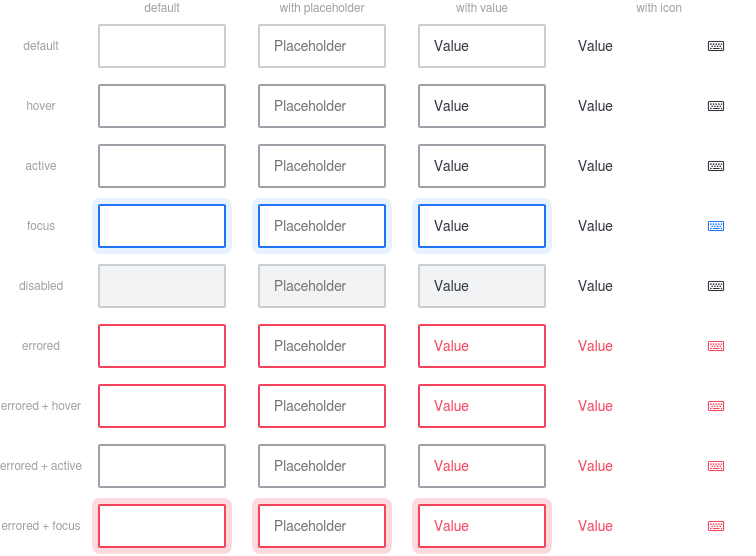 default with placeholder with value with icon
default Placeholder Value Value
hover Placeholder Value Value
active Placeholder Value Value
focus Placeholder Value Value
disabled Placeholder Value Value
errored Placeholder Value Value
errored + hover Placeholder Value Value
errored + active Placeholder Value Value
errored + focus Placeholder Value Value